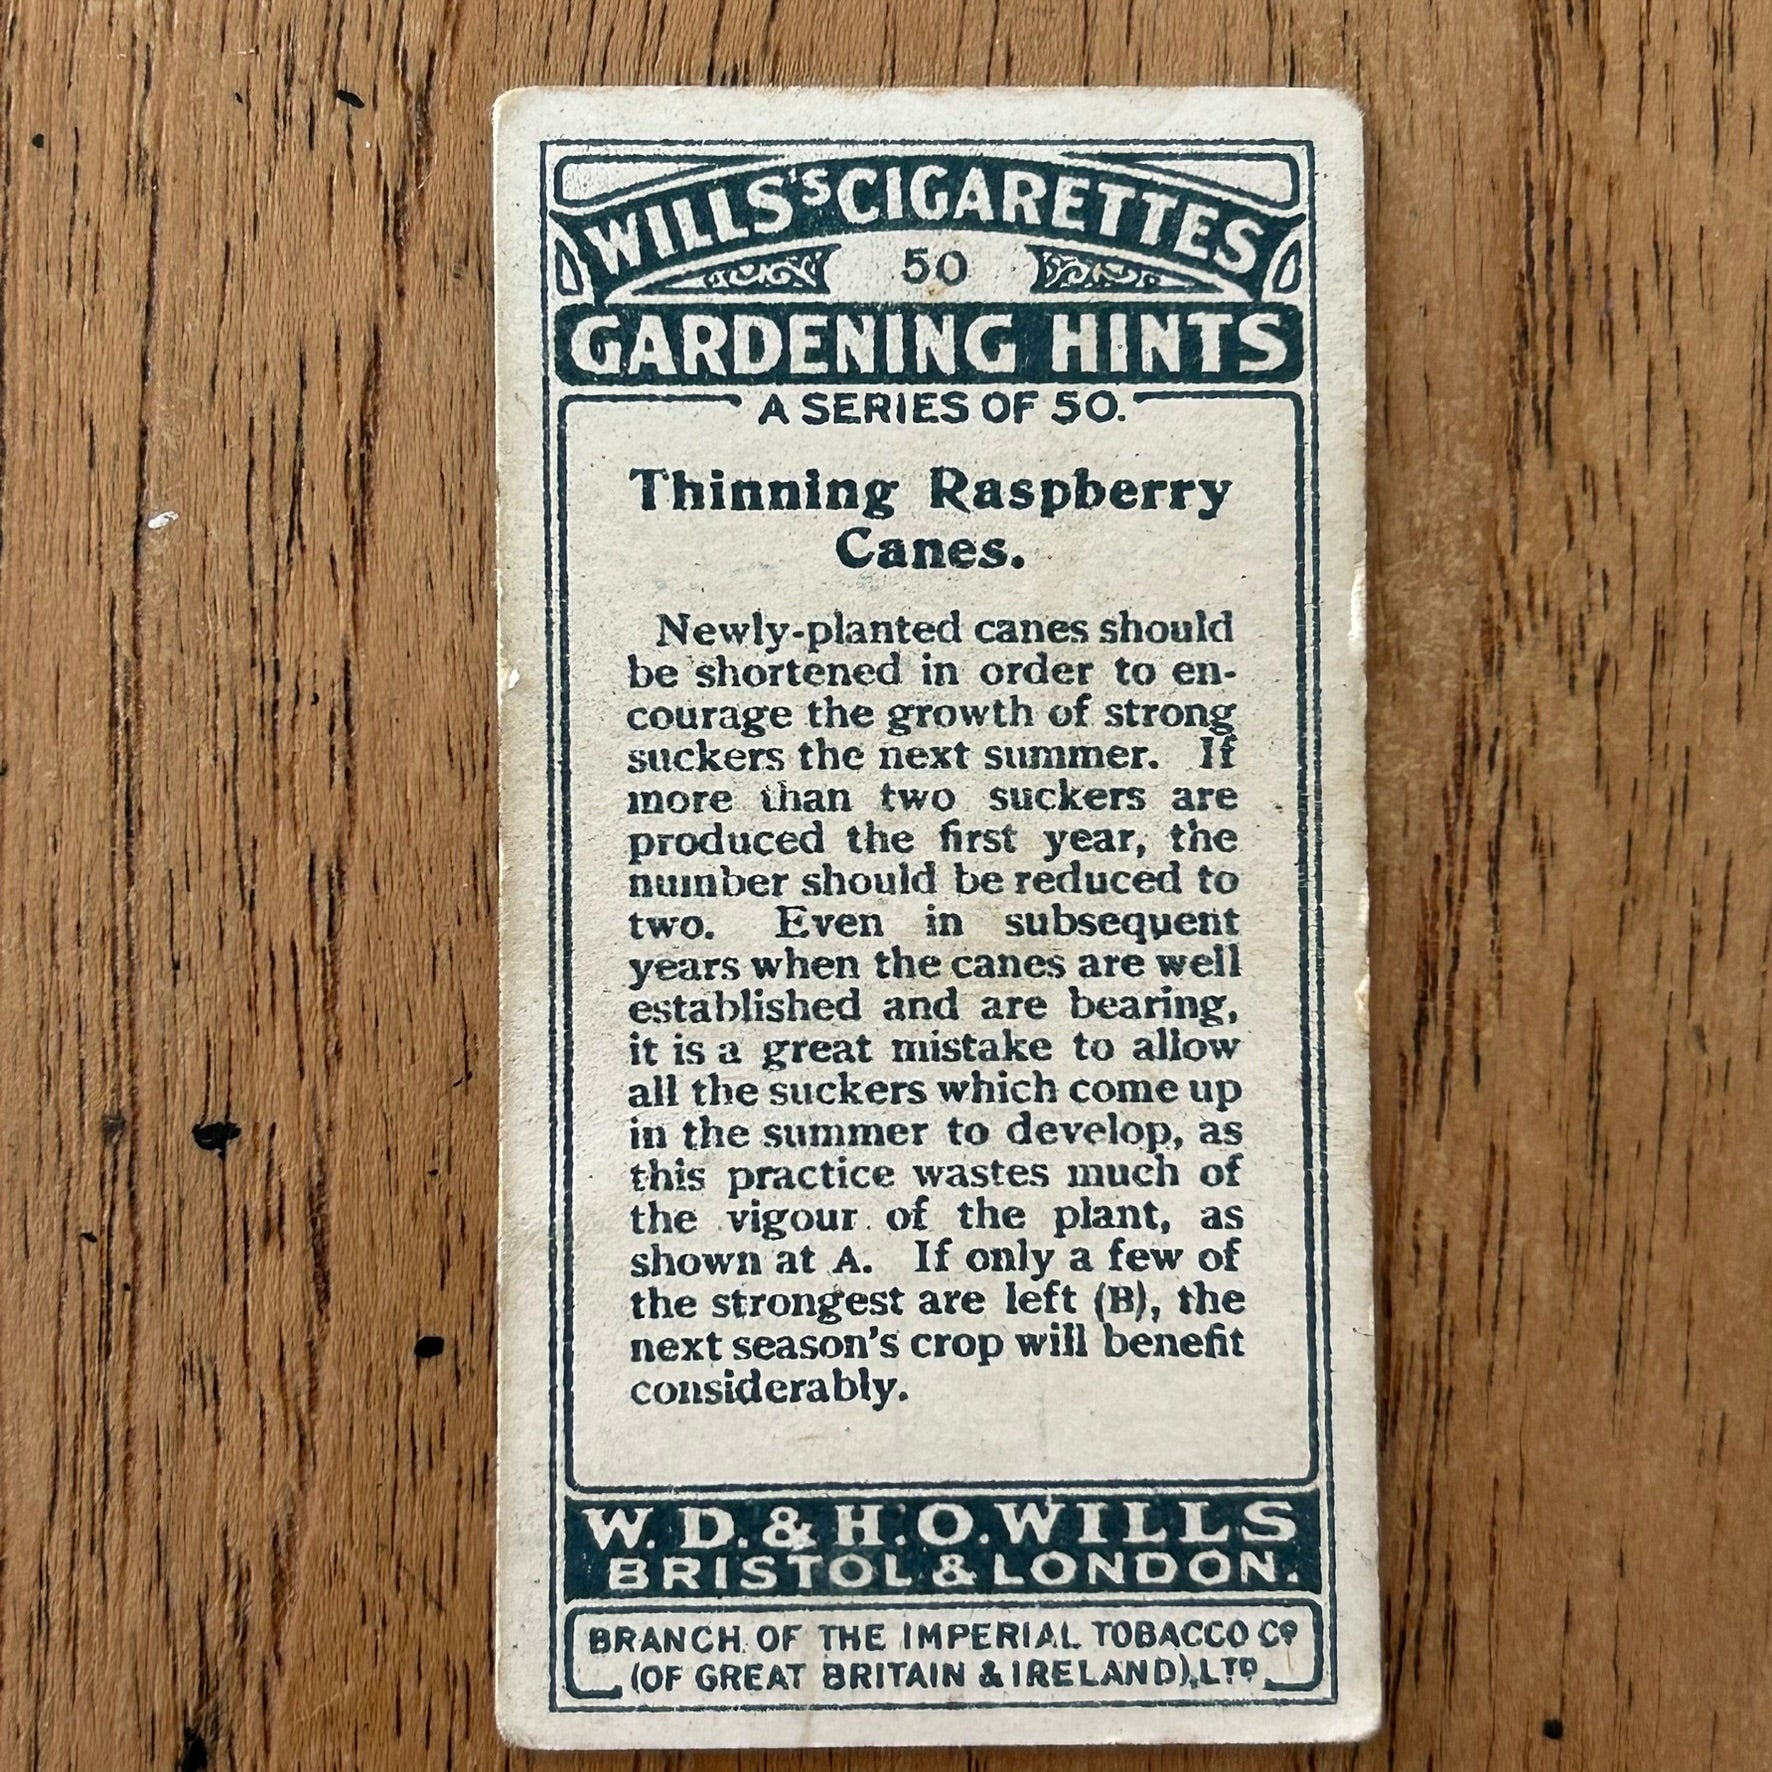 WILLS'S CIGARETTES
50
GARDENING HINTS
A SERIES OF 50.
Thinning Raspberry
Canes.
Newly-planted canes should
be shortened in order to en-
courage the growth of strong
suckers the next summer. If
more than two suckers are
produced the first year, the
number should be reduced to
two. Even in subsequent
years when the canes are well
established and are bearing,
it is a great mistake to allow
all the suckers which come up
in the summer to develop, as
this practice wastes much of
the vigour of the plant, as
shown at A. If only a few of
the strongest are left (B), the
next season's crop will benefit
considerably.
W. D. & H. O. WILLS
BRISTOL & LONDON.
BRANCH OF THE IMPERIAL TOBACCO Co
(OF GREAT BRITAIN & IRELAND), LTD